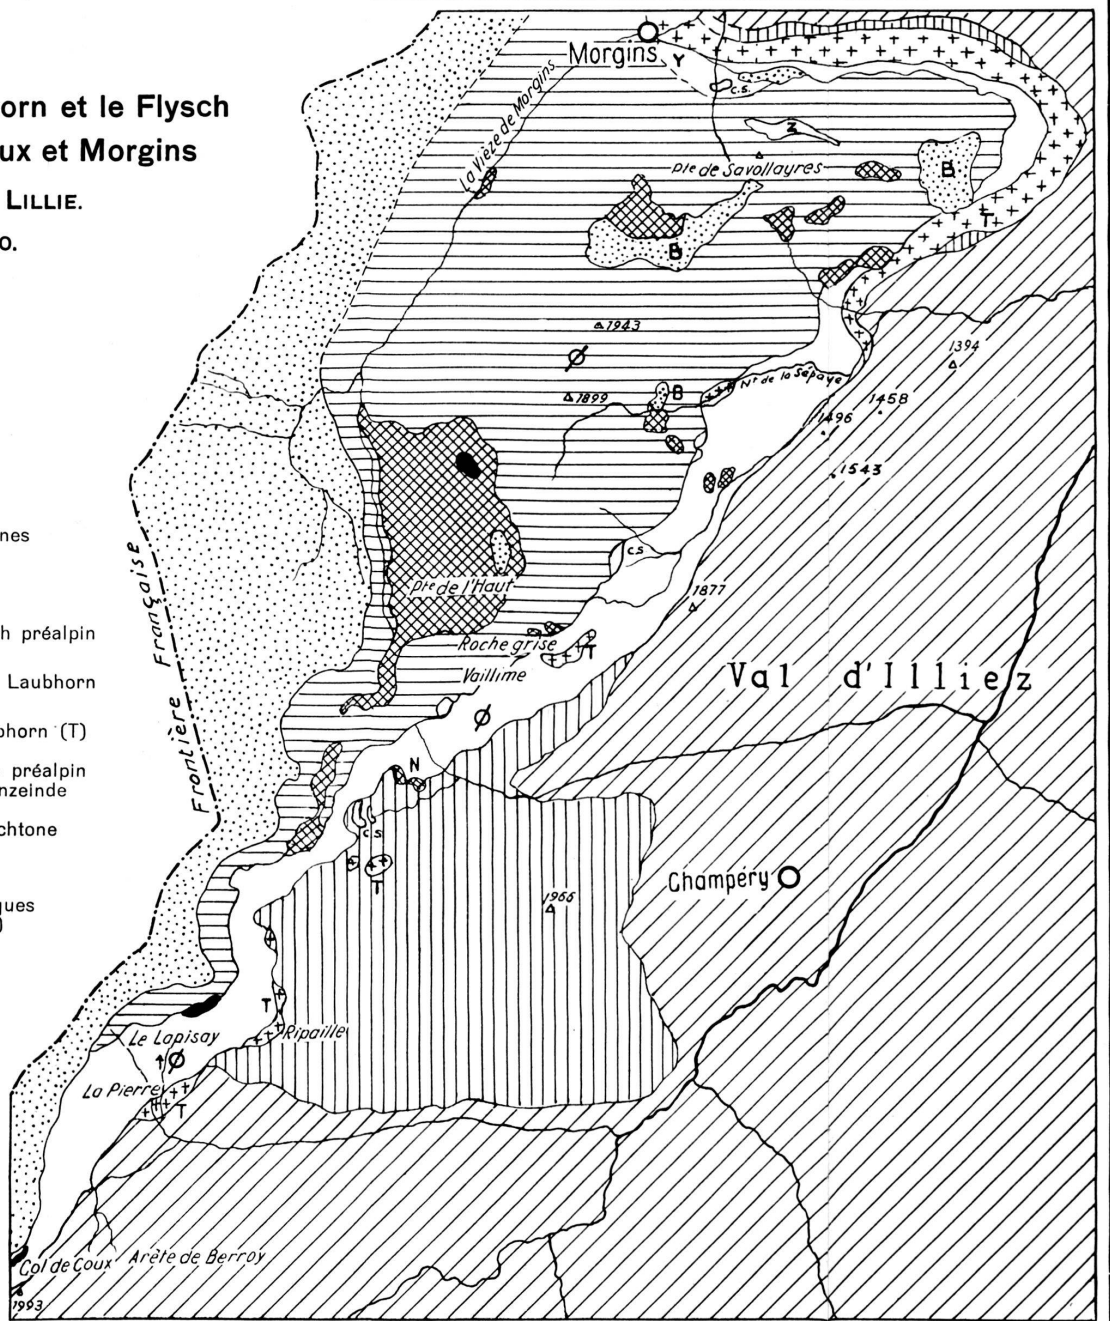 orn et le Flysch
ux et Morgins
LILLIE.
O.
nes
h préalpin
Laubhorn
bhorn (T)
préalpin
nzeinde
chtone
ques
Morgins
Y
c.s.
La Vièze de Morgins
z
Pte de Savollayres
B
B
T
1943
1394
Nt de la Sépaye
B
1899
1458
1496
1543
c.s
Pte de l'Haut
1877
Roche grise
T
Vaillime
Val d'Illiez
Frontière Française
N
c.s
T
Champéry
1966
T
Ripaille
Le Lapisay
La Pierre
T
Col de Coux
Arête de Berroy
1993